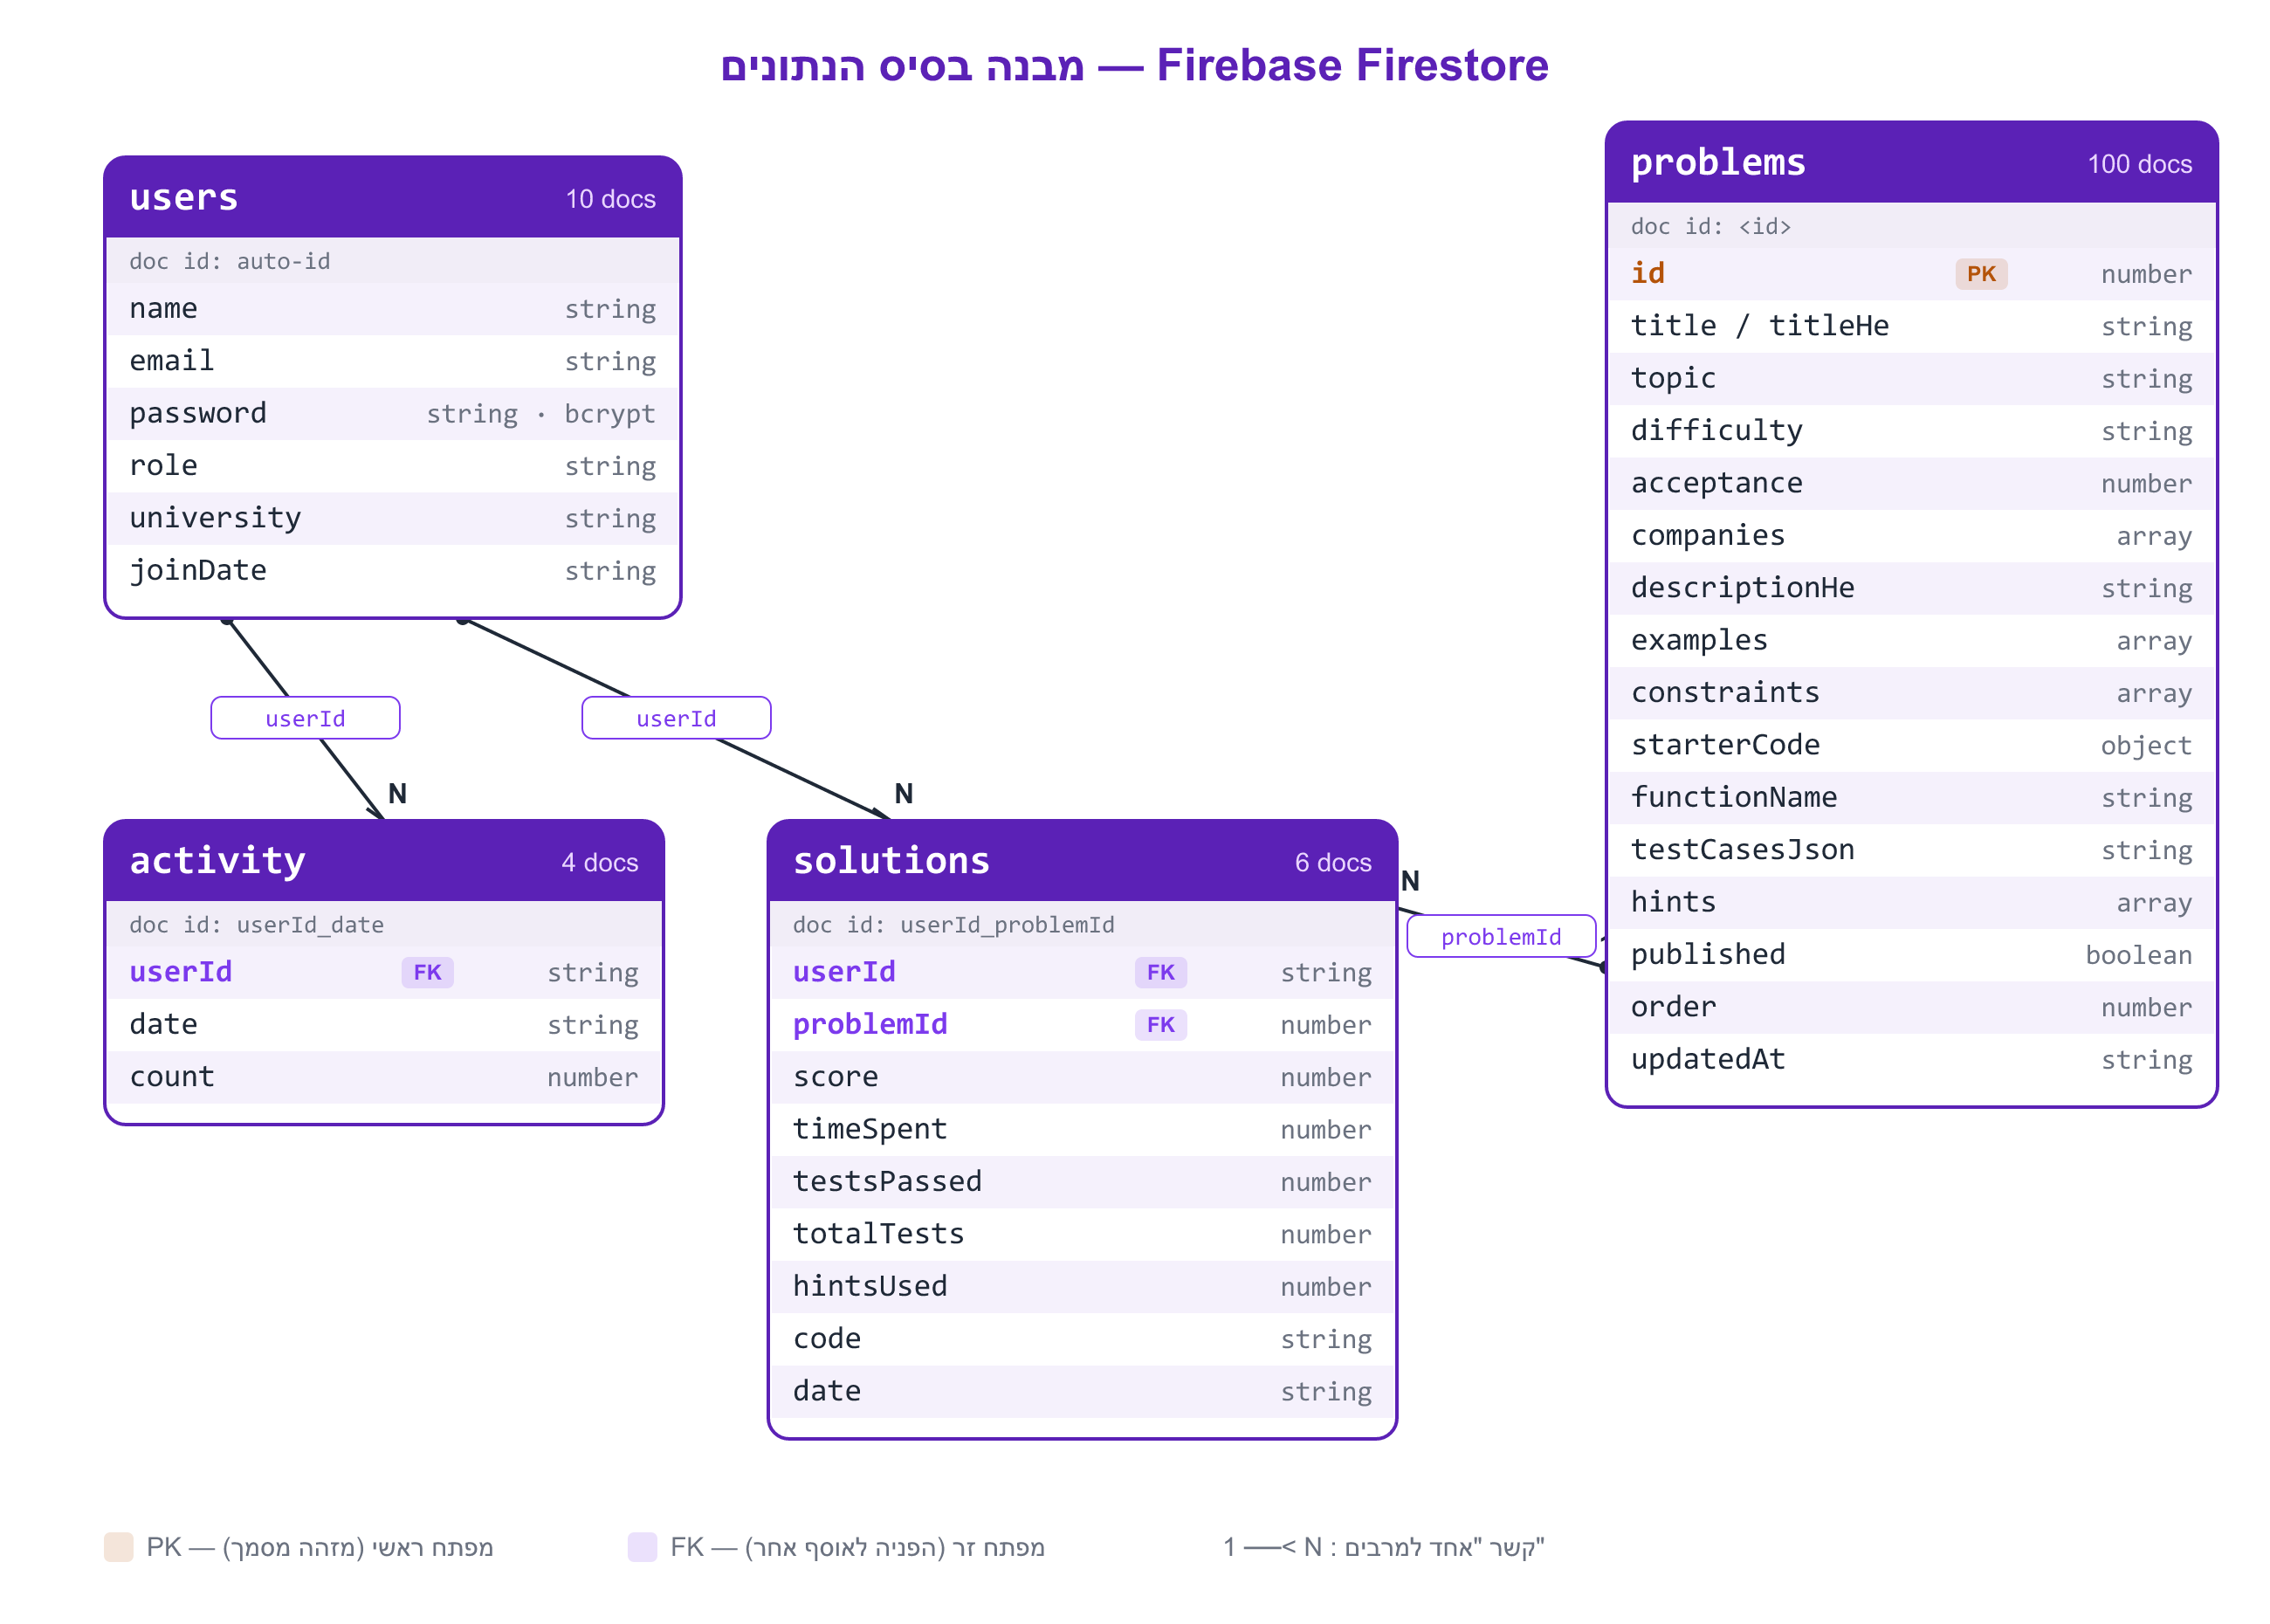 מבנה בסיס הנתונים — Firebase Firestore
users 10 docs
doc id: auto-id
name string
email string
password string · bcrypt
role string
university string
joinDate string
problems 100 docs
doc id: <id>
id PK number
title / titleHe string
topic string
difficulty string
acceptance number
companies array
descriptionHe string
examples array
constraints array
starterCode object
functionName string
testCasesJson string
hints array
published boolean
order number
updatedAt string
userId
userId
N
N
activity 4 docs
doc id: userId_date
userId FK string
date string
count number
solutions 6 docs
doc id: userId_problemId
userId FK string
problemId FK number
score number
timeSpent number
testsPassed number
totalTests number
hintsUsed number
code string
date string
N
problemId
PK — מפתח ראשי (מזהה מסמך)
FK — מפתח זר (הפניה לאוסף אחר)
1 ──< N : קשר "אחד למרבים"